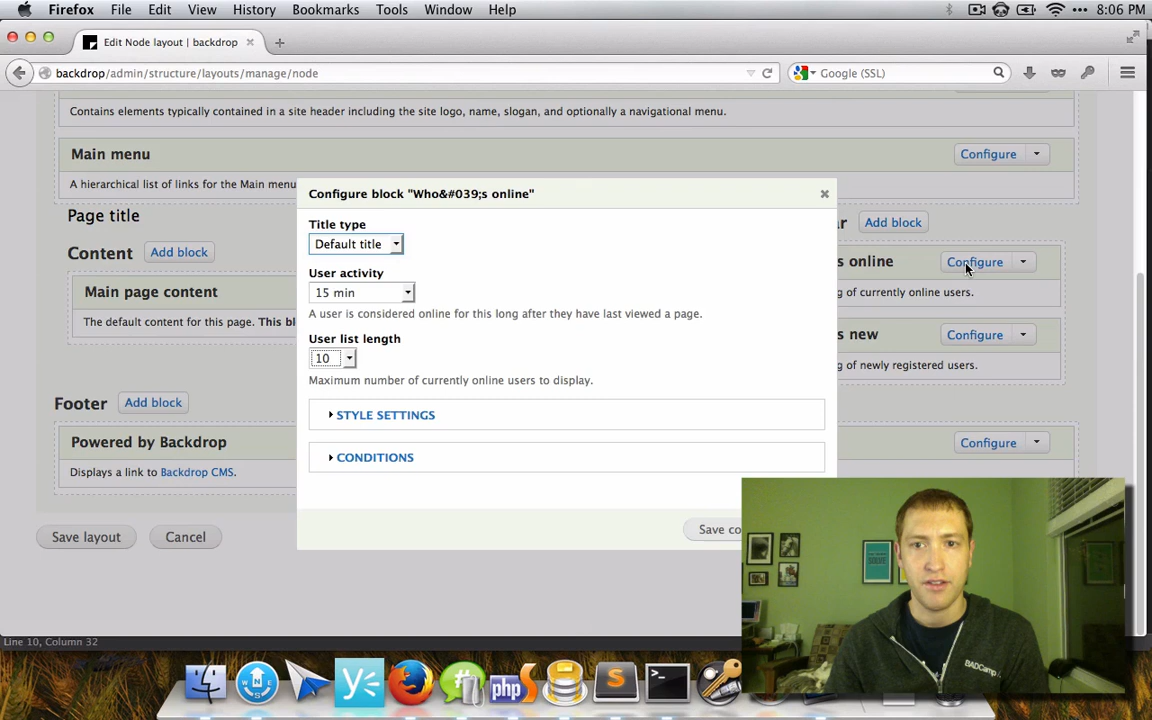 Firefox File Edit View History Bookmarks Tools Window Help 8:06 PM
Edit Node layout | backdrop
backdrop/admin/structure/layouts/manage/node
Google (SSL)
Contains elements typically contained in a site header including the site logo, name, slogan, and optionally a navigational menu.
Main menu Configure
A hierarchical list of links for the Main menu
Page title
Content Add block
Main page content
The default content for this page. This bl
Add block
s online Configure
g of currently online users.
s new Configure
g of newly registered users.
Configure block "Who&#039;s online"
Title type
Default title
User activity
15 min
A user is considered online for this long after they have last viewed a page.
User list length
10
Maximum number of currently online users to display.
STYLE SETTINGS
CONDITIONS
Save co
Footer Add block
Powered by Backdrop Configure
Displays a link to Backdrop CMS.
Save layout Cancel
Line 10, Column 32
php
BADCamp